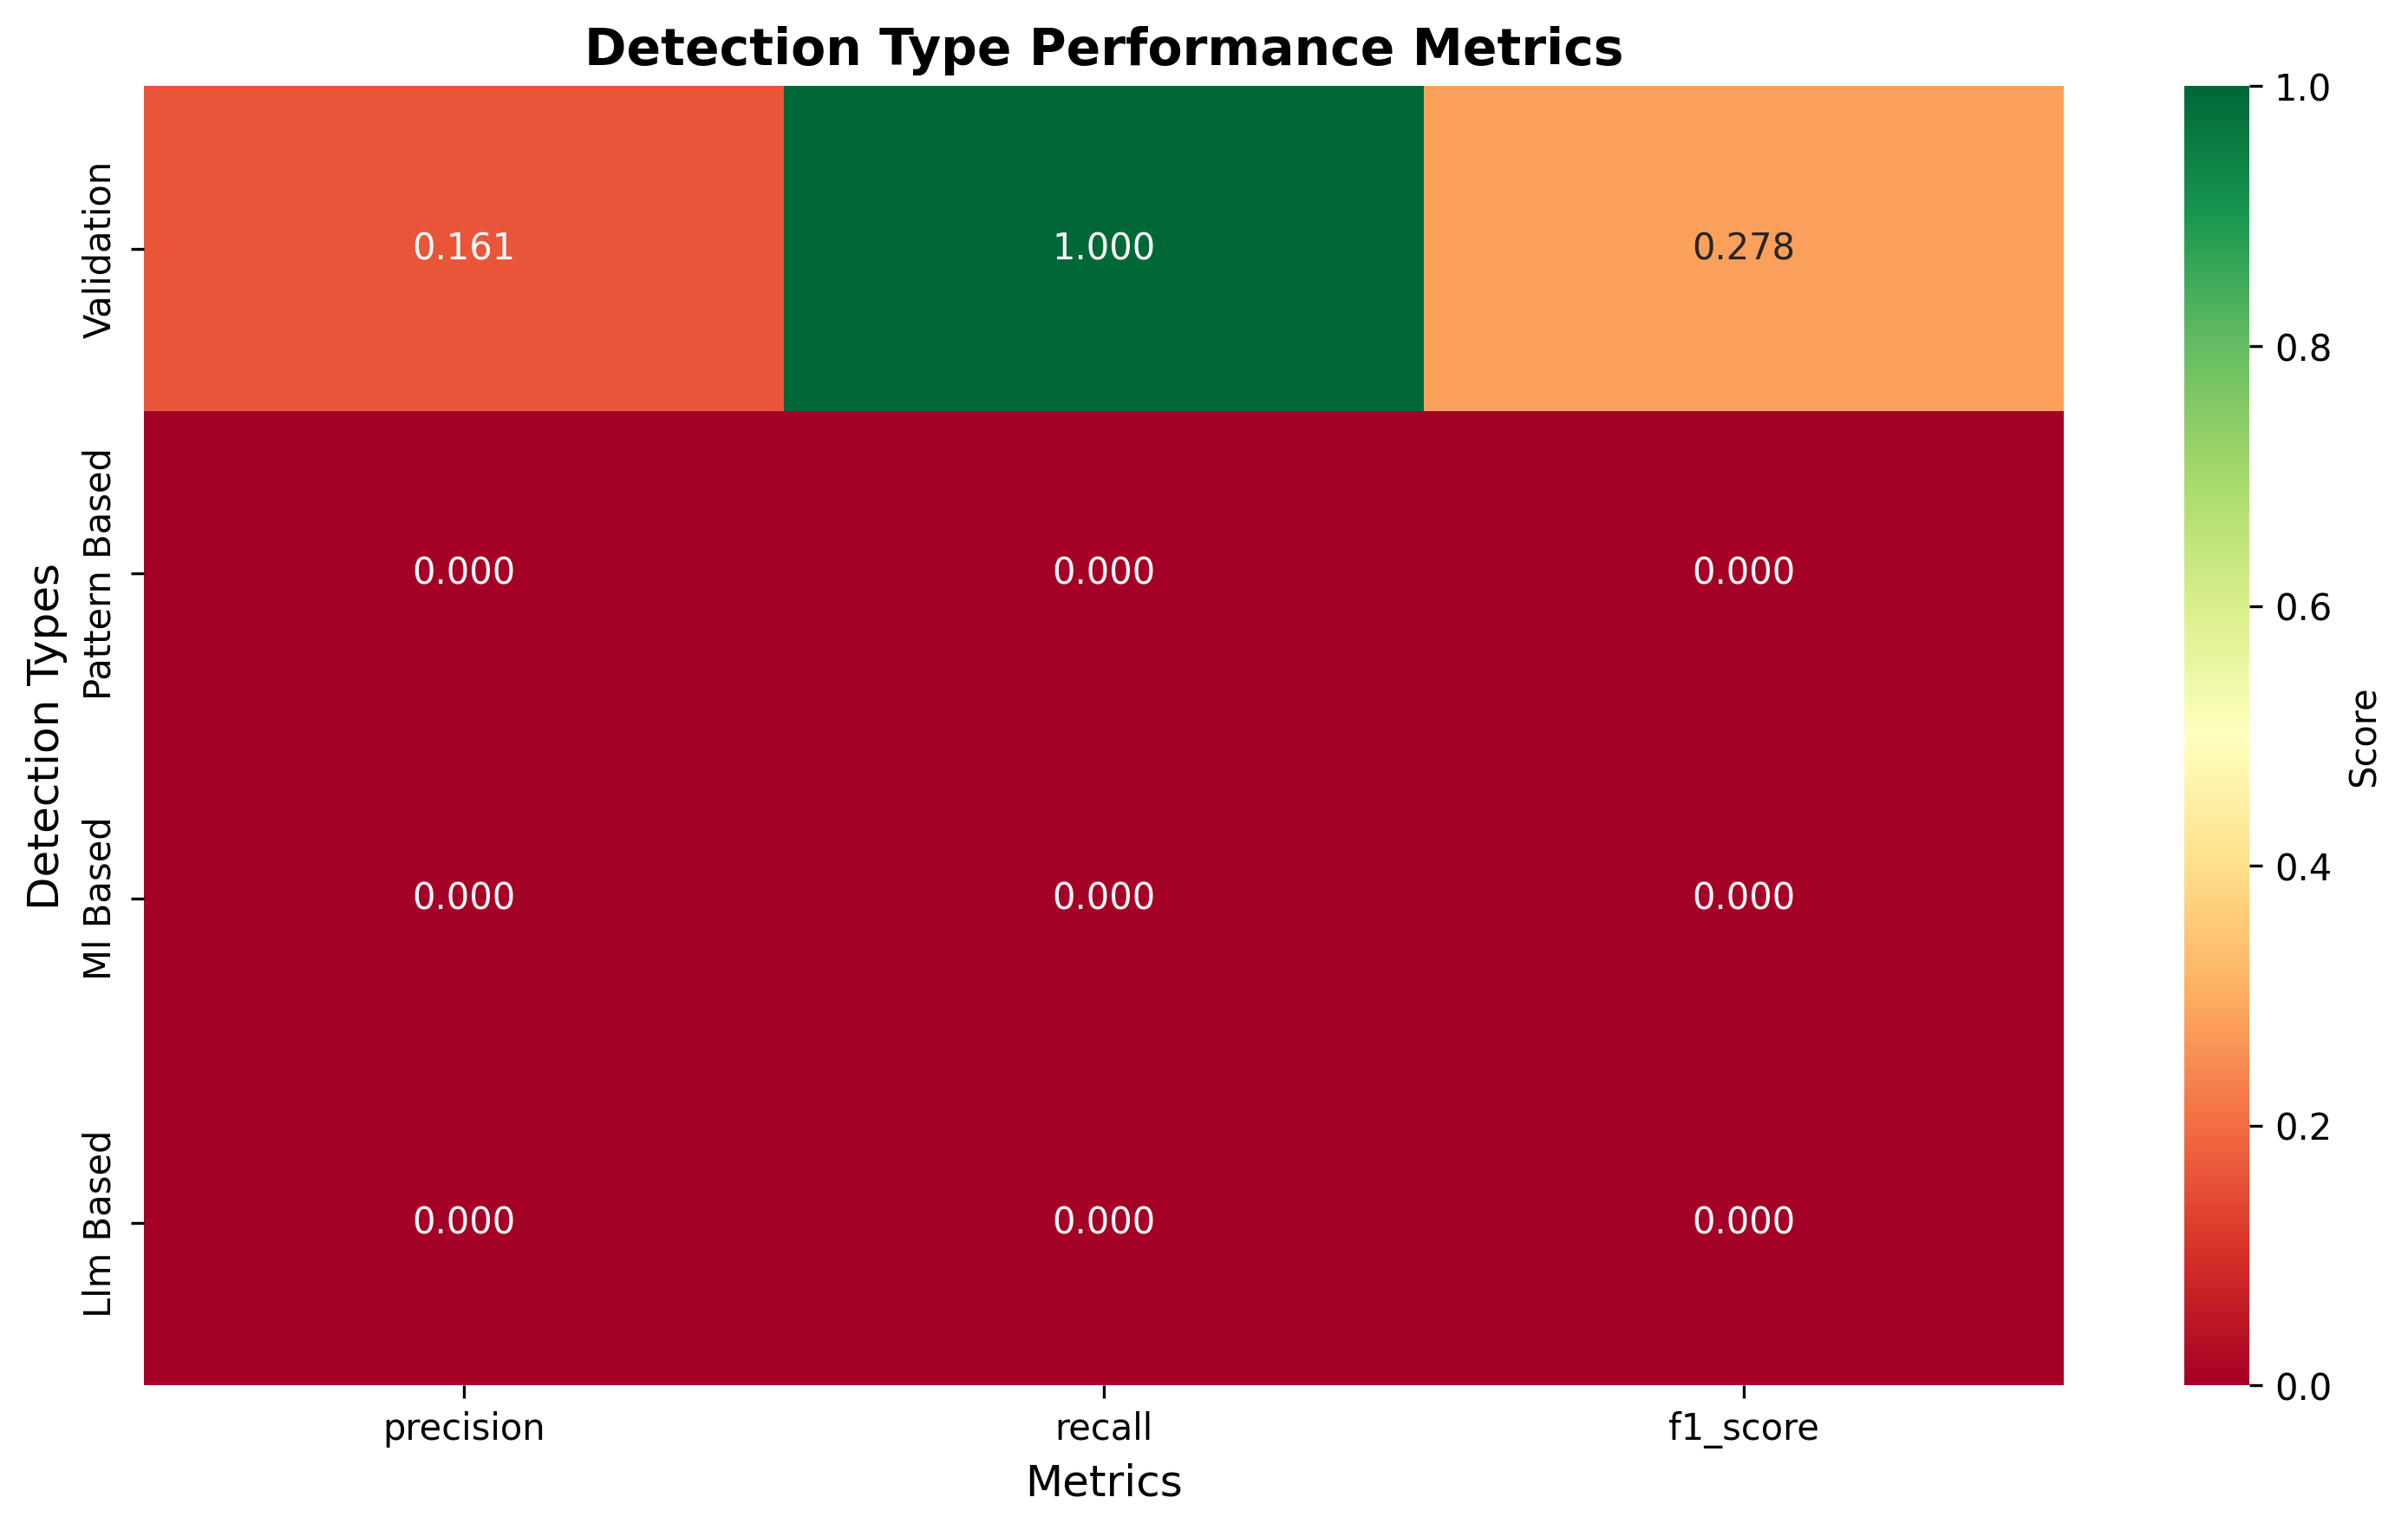 Detection Type Performance Metrics
Detection Types
Validation
0.161 1.000 0.278
Pattern Based
0.000 0.000 0.000
Ml Based
0.000 0.000 0.000
Llm Based
0.000 0.000 0.000
precision recall f1_score
Metrics
1.0
0.8
0.6
0.4
0.2
0.0
Score